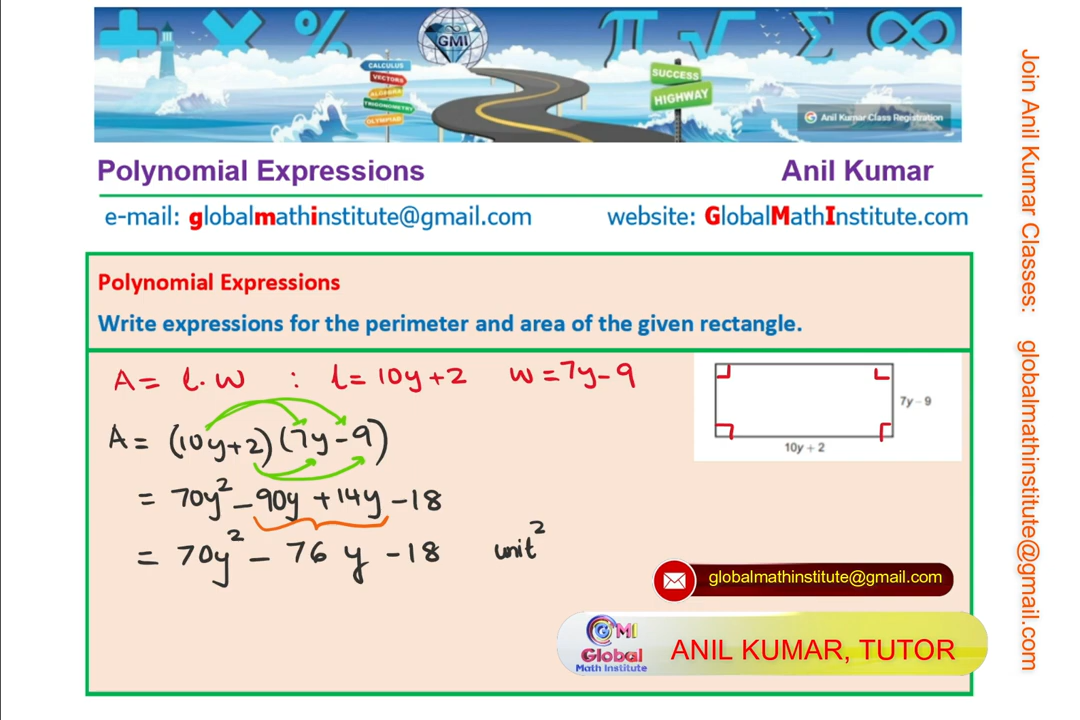 GMI
CALCULUS
VECTORS
ALGEBRA
TRIGONOMETRY
OLYMPIAD
SUCCESS
HIGHWAY
Anil Kumar Class Registration
Polynomial Expressions Anil Kumar
e-mail: globalmathinstitute@gmail.com website: GlobalMathInstitute.com
Polynomial Expressions
Write expressions for the perimeter and area of the given rectangle.
A = l.w : l = 10y+2 w = 7y-9
A = (10y+2)(7y-9)
= 70y² - 90y + 14y - 18
= 70y² - 76y - 18 unit²
7y - 9
10y + 2
globalmathinstitute@gmail.com
GMI
Global
Math Institute
ANIL KUMAR, TUTOR
Join Anil Kumar Classes: globalmathinstitute@gmail.com